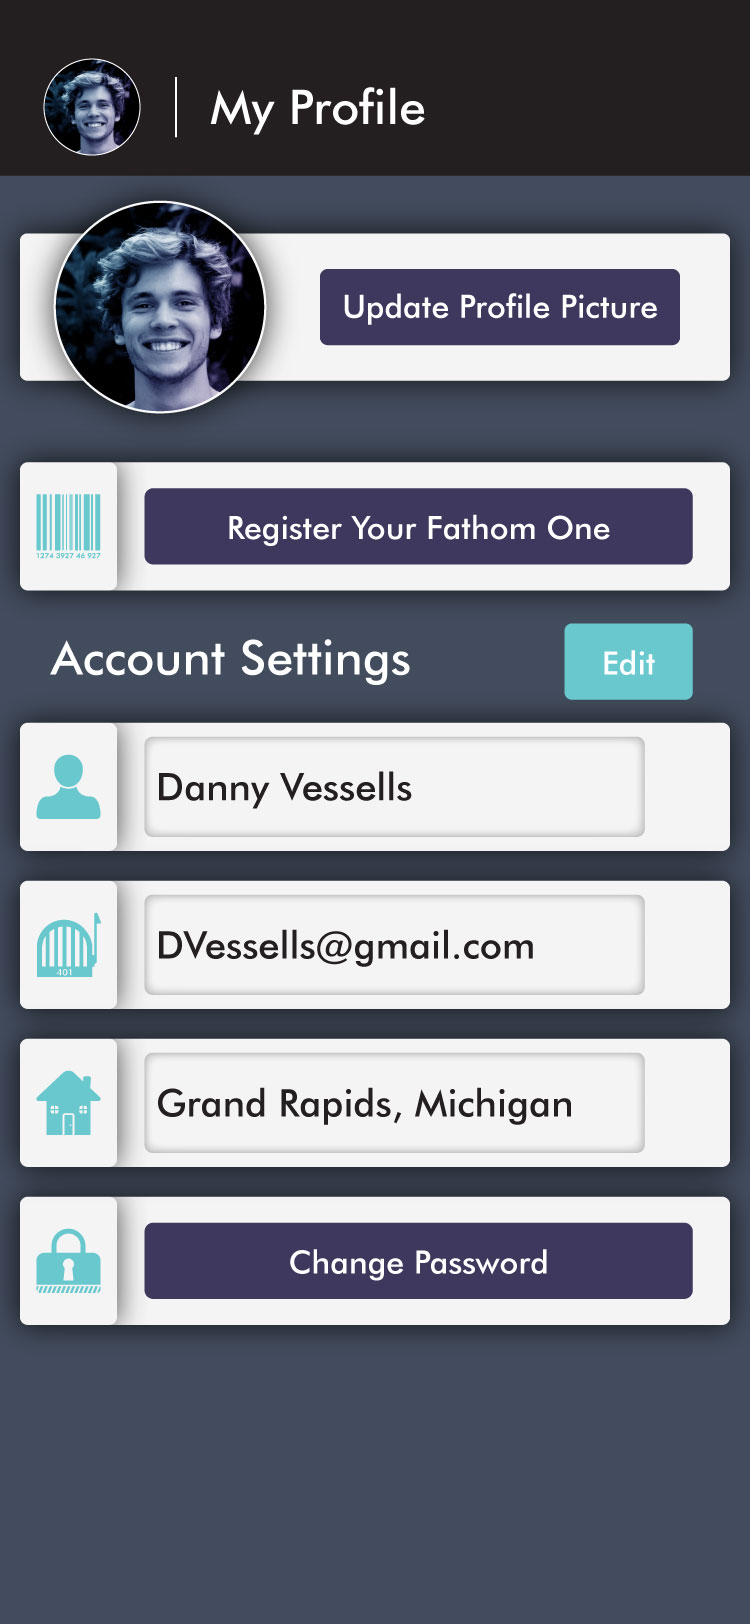 My Profile
Update Profile Picture
Register Your Fathom One
1274 3927 46 927
Account Settings
Edit
Danny Vessells
DVessells@gmail.com
401
Grand Rapids, Michigan
Change Password